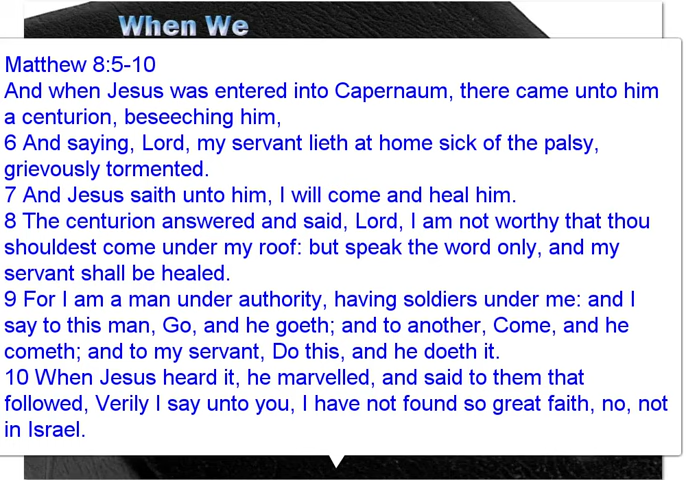 When We
Matthew 8:5-10
And when Jesus was entered into Capernaum, there came unto him
a centurion, beseeching him,
6 And saying, Lord, my servant lieth at home sick of the palsy,
grievously tormented.
7 And Jesus saith unto him, I will come and heal him.
8 The centurion answered and said, Lord, I am not worthy that thou
shouldest come under my roof: but speak the word only, and my
servant shall be healed.
9 For I am a man under authority, having soldiers under me: and I
say to this man, Go, and he goeth; and to another, Come, and he
cometh; and to my servant, Do this, and he doeth it.
10 When Jesus heard it, he marvelled, and said to them that
followed, Verily I say unto you, I have not found so great faith, no, not
in Israel.